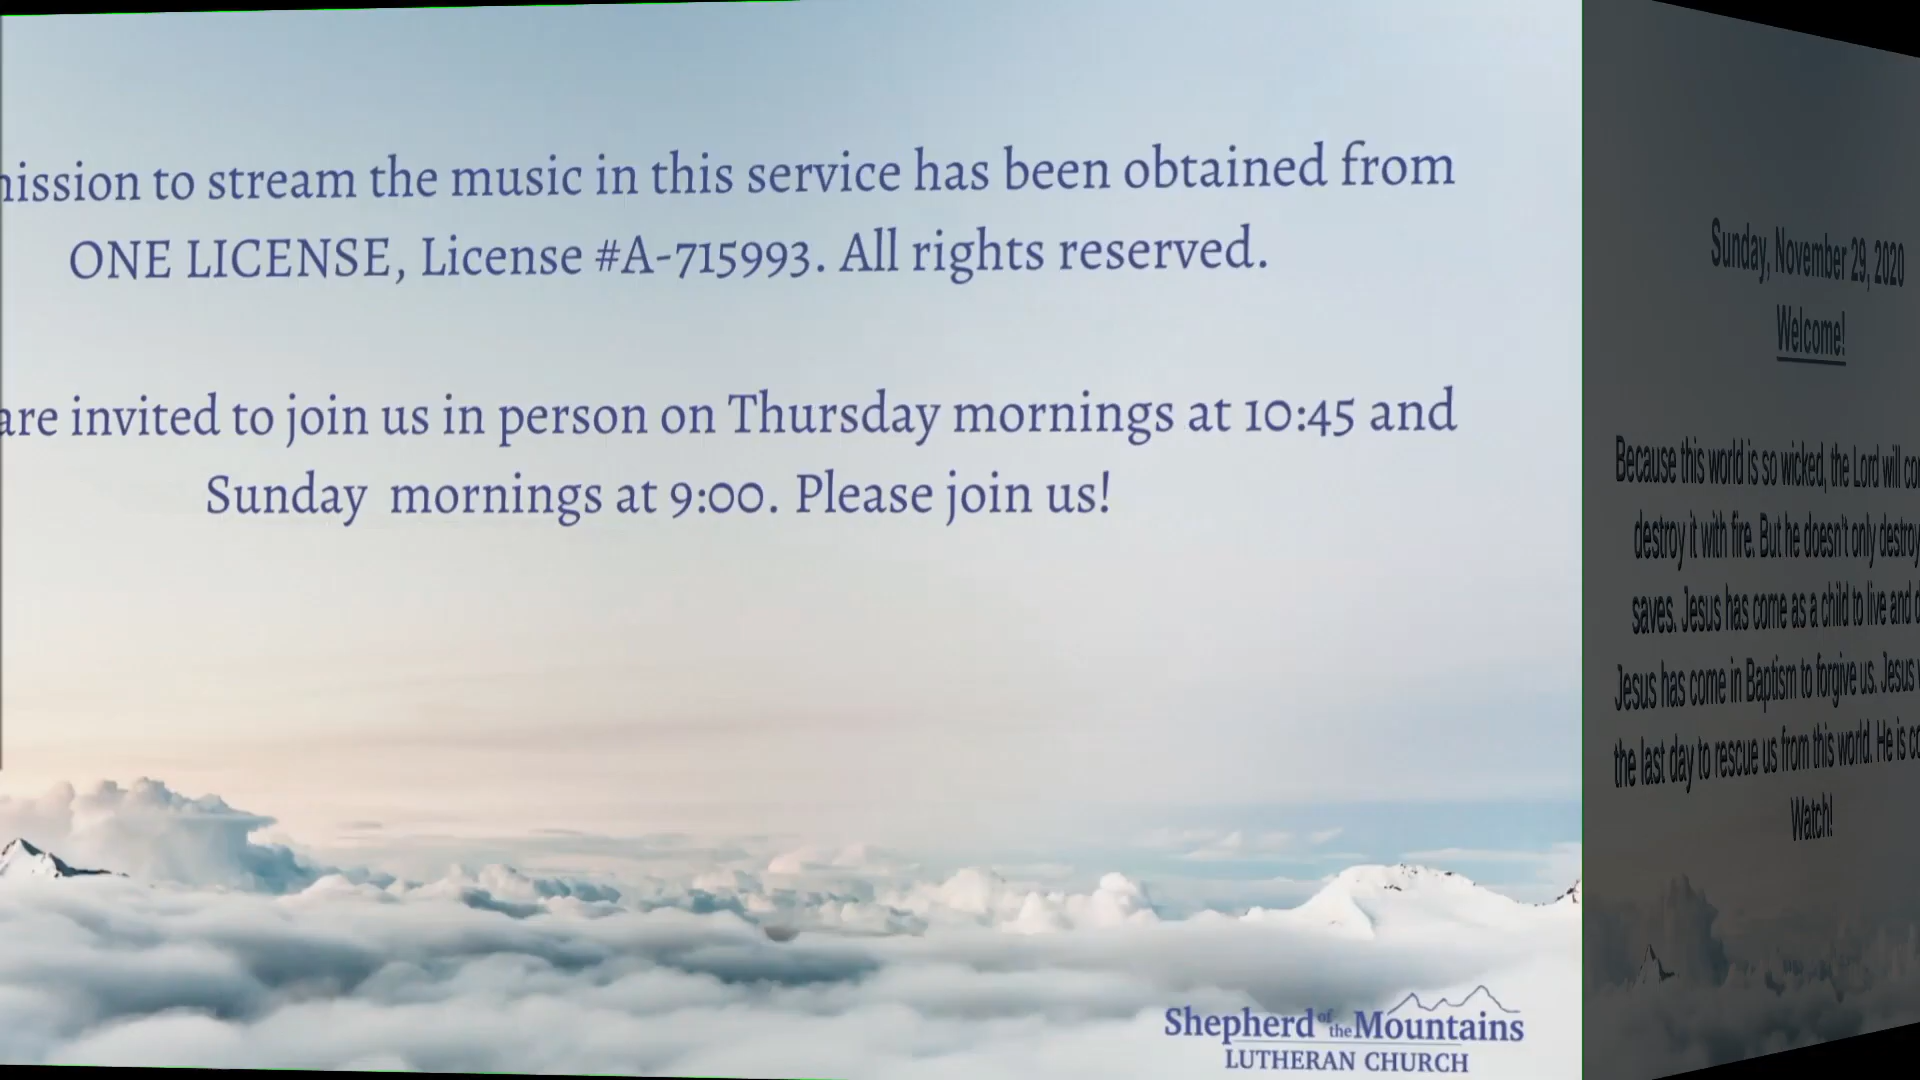 to stream the music in this service has been obtained from
ONE LICENSE, License #A-715993. All rights reserved.
are invited to join us in person on Thursday mornings at 10:45 and
Sunday mornings at 9:00. Please join us!
Shepherd of the Mountains
LUTHERAN CHURCH
Sunday, November 29, 2020
Welcome!
Because this world is so wicked, the Lord will
destroy it with fire. But he doesn't only destroy
saves. Jesus has come as a child to live and
Jesus has come in Baptism to forgive us. Jesus
the last day to rescue us from this world. He is
Watch!